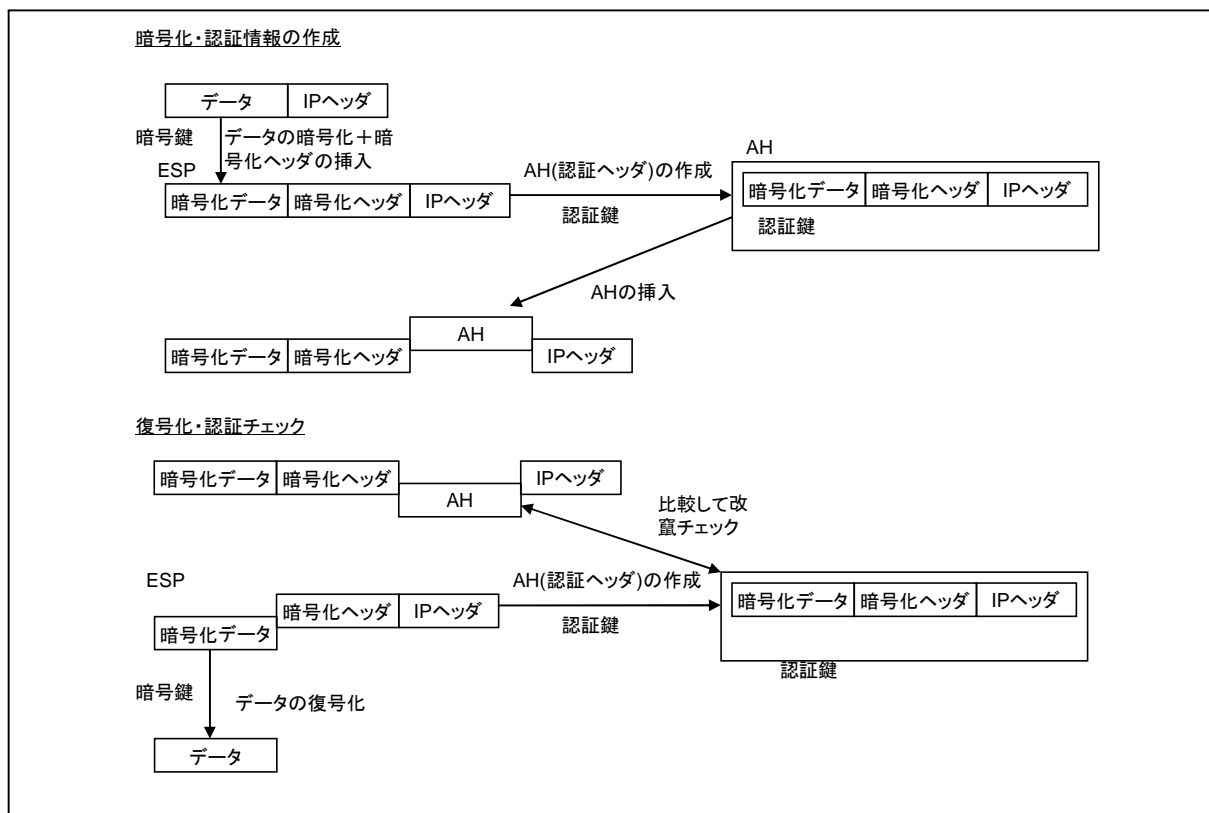 暗号化・認証情報の作成
データ IPヘッダ
暗号鍵
データの暗号化＋暗
号化ヘッダの挿入
ESP
暗号化データ 暗号化ヘッダ IPヘッダ
AH(認証ヘッダ)の作成
認証鍵
AH
暗号化データ 暗号化ヘッダ IPヘッダ
認証鍵
AHの挿入
AH
暗号化データ 暗号化ヘッダ IPヘッダ
復号化・認証チェック
暗号化データ 暗号化ヘッダ IPヘッダ
AH
比較して改
竄チェック
ESP
暗号化ヘッダ IPヘッダ
暗号化データ
AH(認証ヘッダ)の作成
認証鍵
暗号化データ 暗号化ヘッダ IPヘッダ
認証鍵
暗号鍵
データの復号化
データ